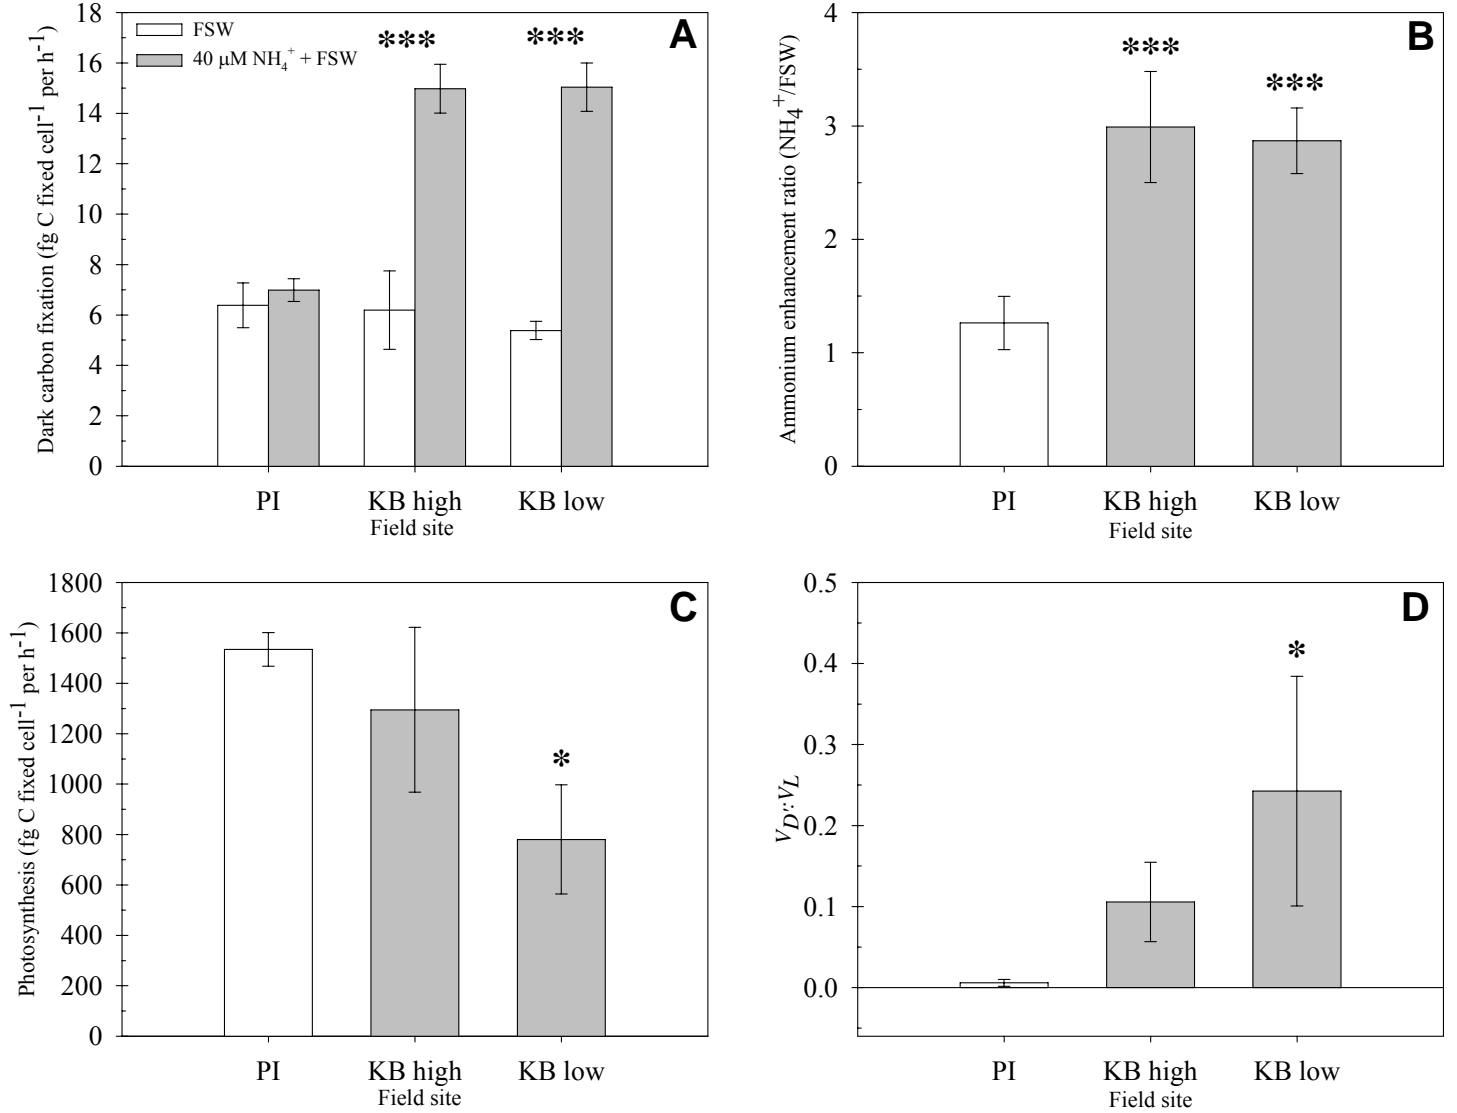 A
FSW
40 μM NH4+ + FSW
***
***
Dark carbon fixation (fg C fixed cell-1 per h-1)
18
16
14
12
10
8
6
4
2
0
PI KB high KB low
Field site
B
***
***
Ammonium enhancement ratio (NH4+/FSW)
4
3
2
1
0
PI KB high KB low
Field site
C
*
Photosynthesis (fg C fixed cell-1 per h-1)
1800
1600
1400
1200
1000
800
600
400
200
0
PI KB high KB low
Field site
D
*
VD':VL
0.5
0.4
0.3
0.2
0.1
0.0
PI KB high KB low
Field site